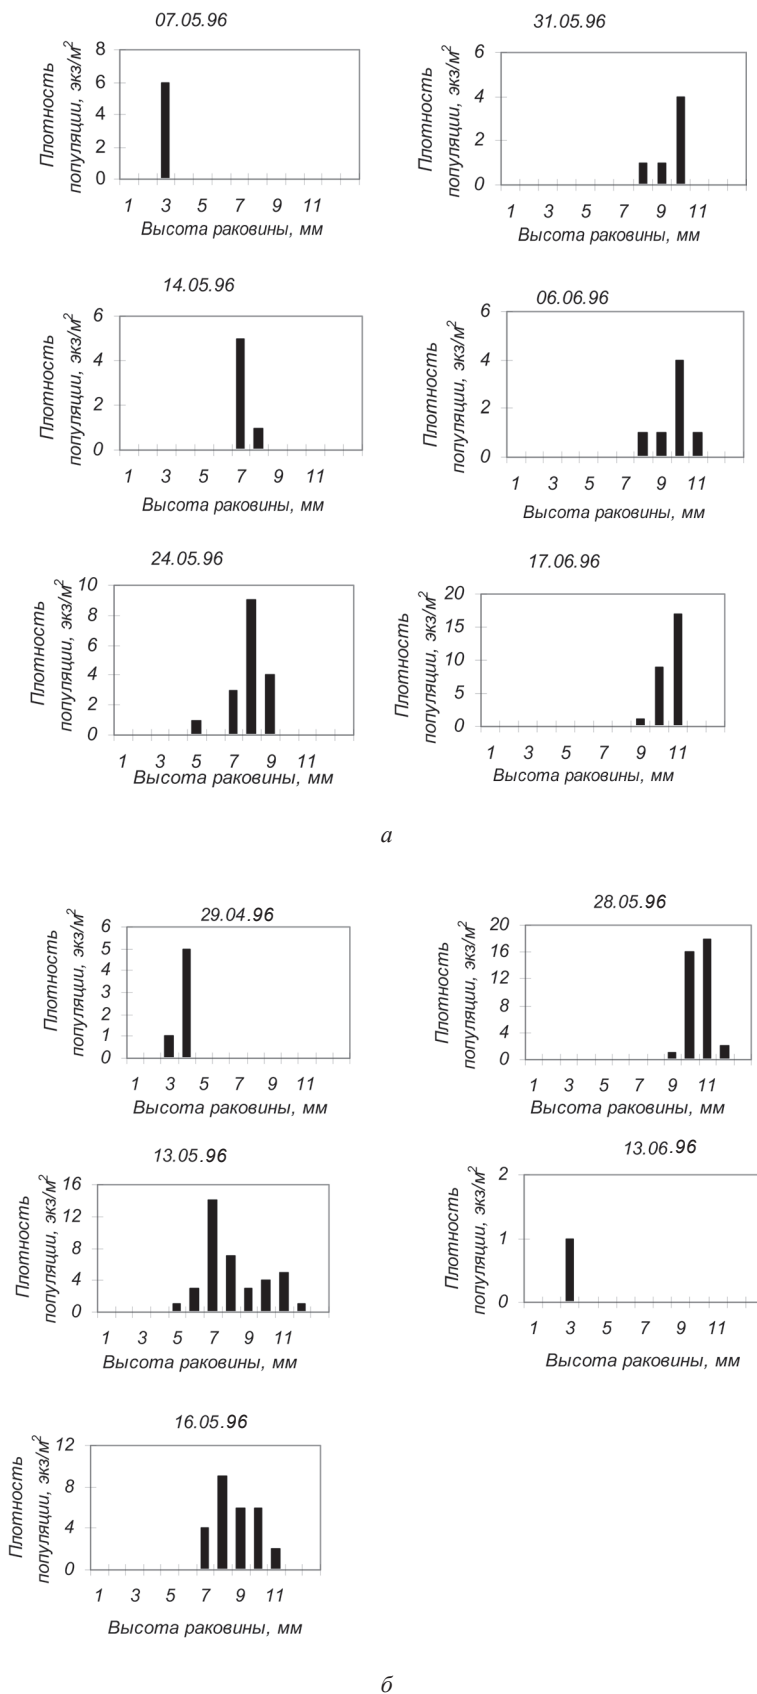 07.05.96
Плотность
популяции, экз/м²
8
6
4
2
0
1 3 5 7 9 11
Высота раковины, мм
31.05.96
Плотность
популяции, экз/м²
6
4
2
0
1 3 5 7 9 11
Высота раковины, мм
14.05.96
Плотность
популяции, экз/м²
6
4
2
0
1 3 5 7 9 11
Высота раковины, мм
06.06.96
Плотность
популяции, экз/м²
6
4
2
0
1 3 5 7 9 11
Высота раковины, мм
24.05.96
Плотность
популяции, экз/м²
10
8
6
4
2
0
1 3 5 7 9 11
Высота раковины, мм
17.06.96
Плотность
популяции, экз/м²
20
15
10
5
0
1 3 5 7 9 11
Высота раковины, мм
а
29.04.96
Плотность
популяции, экз/м²
6
5
4
3
2
1
0
1 3 5 7 9 11
Высота раковины, мм
28.05.96
Плотность
популяции, экз/м²
20
16
12
8
4
0
1 3 5 7 9 11
Высота раковины, мм
13.05.96
Плотность
популяции, экз/м²
16
12
8
4
0
1 3 5 7 9 11
Высота раковины, мм
13.06.96
Плотность
популяции, экз/м²
2
1
0
1 3 5 7 9 11
Высота раковины, мм
16.05.96
Плотность
популяции, экз/м²
12
8
4
0
1 3 5 7 9 11
Высота раковины, мм
б